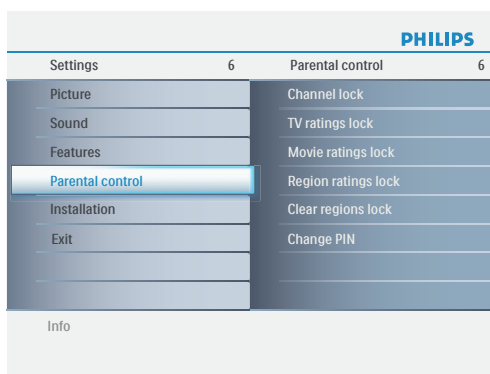 PHILIPS
Settings 6
Parental control 6
Picture
Sound
Features
Parental control
Installation
Exit
Channel lock
TV ratings lock
Movie ratings lock
Region ratings lock
Clear regions lock
Change PIN
Info